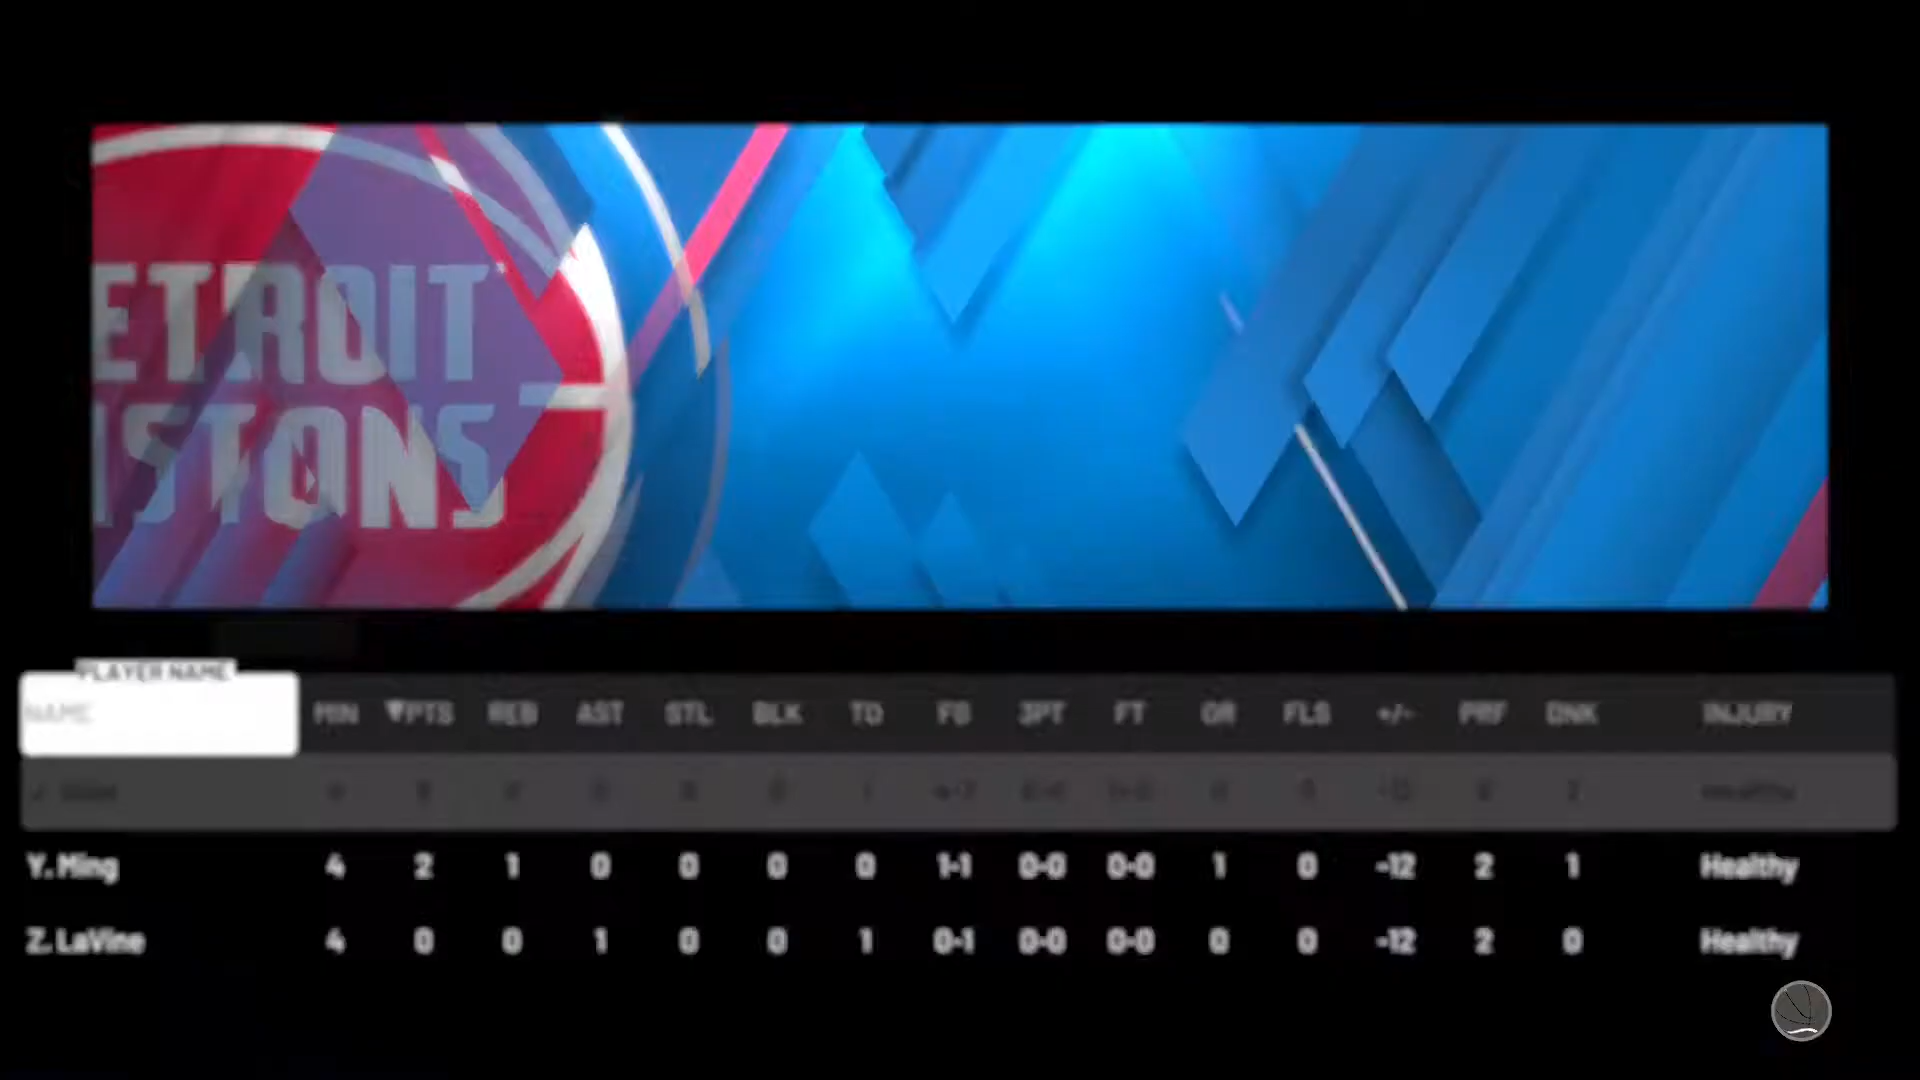 ETROIT
ISTONS
PLAYER NAME
NAME MIN ▼PTS REB AST STL BLK TO FG 3PT FT OR FLS +/- PRF DNK INJURY
Healthy
Y. Ming 4 2 1 0 0 0 0 1-1 0-0 0-0 1 0 -12 2 1 Healthy
Z. LaVine 4 0 0 1 0 0 1 0-1 0-0 0-0 0 0 -12 2 0 Healthy